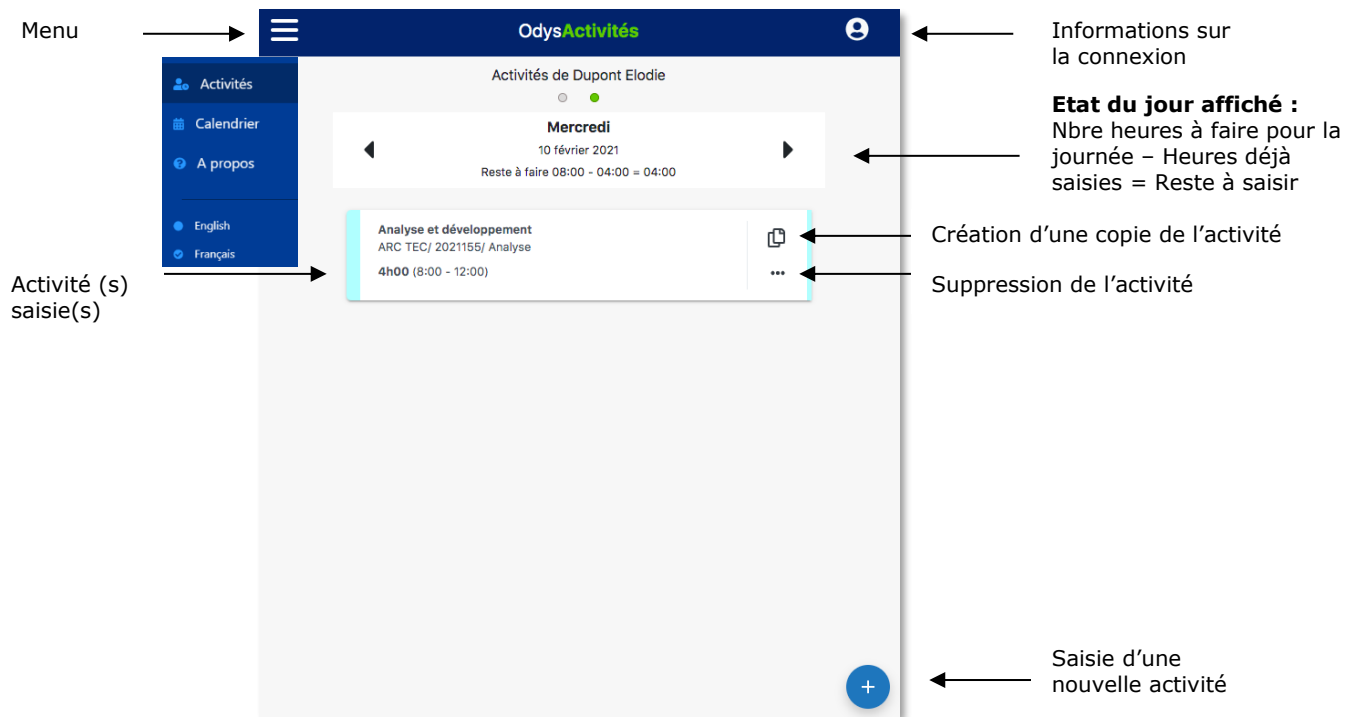 Menu
OdysActivités
Informations sur
la connexion
Activités
Calendrier
A propos
English
Français
Activités de Dupont Elodie
Mercredi
10 février 2021
Reste à faire 08:00 - 04:00 = 04:00
Etat du jour affiché :
Nbre heures à faire pour la
journée – Heures déjà
saisies = Reste à saisir
Activité (s)
saisie(s)
Analyse et développement
ARC TEC/ 2021155/ Analyse
4h00 (8:00 - 12:00)
Création d’une copie de l’activité
Suppression de l’activité
Saisie d’une
nouvelle activité